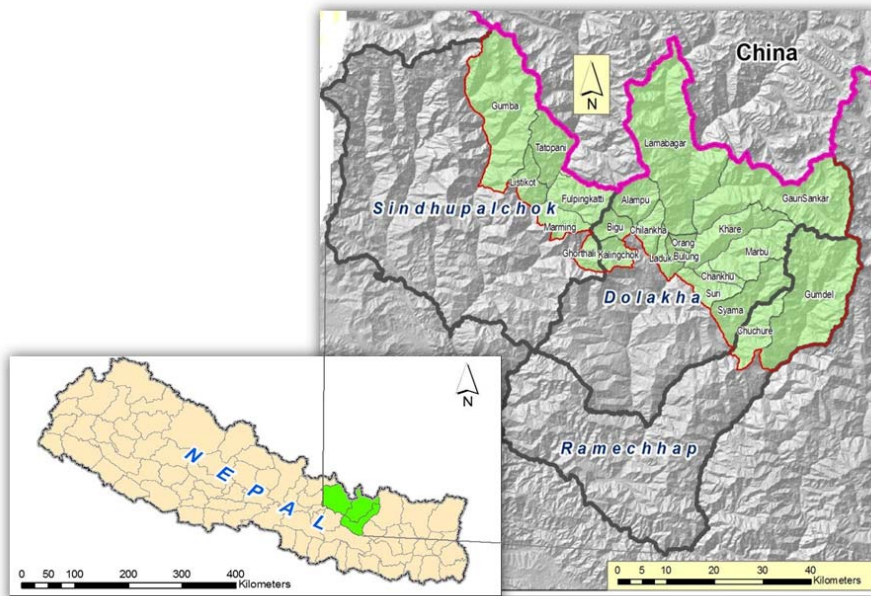 China
N
Gumba
Lamabagar
Tatopani
Listikot
Fulpingkatti
Alampu
GauriSankar
Sindhupalchok
Marming
Bigu
Chilankha
Khare
Orang
Marbu
Ghorthali
Kalingchok
Laduk
Bulung
Chankhu
Gumdel
Dolakha
Suri
Syama
Chuchure
Ramechhap
0 5 10 20 30 40
Kilometers
N
NEPAL
0 50 100 200 300 400
Kilometers